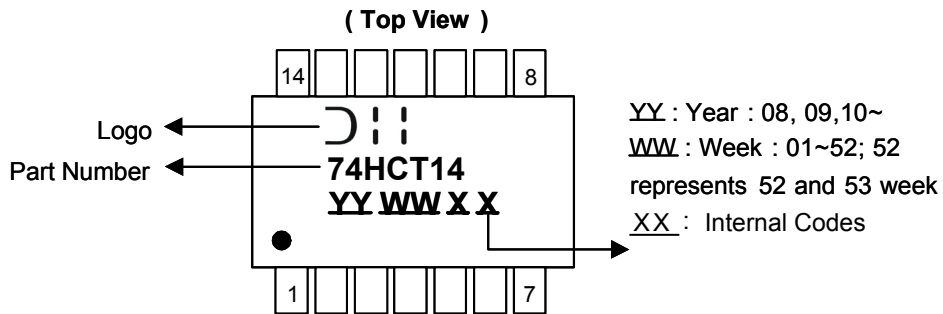 ( Top View )
14
8
Logo
Part Number
74HCT14
YY WW X X
1
7
YY : Year : 08, 09,10~
WW : Week : 01~52; 52
represents 52 and 53 week
XX : Internal Codes